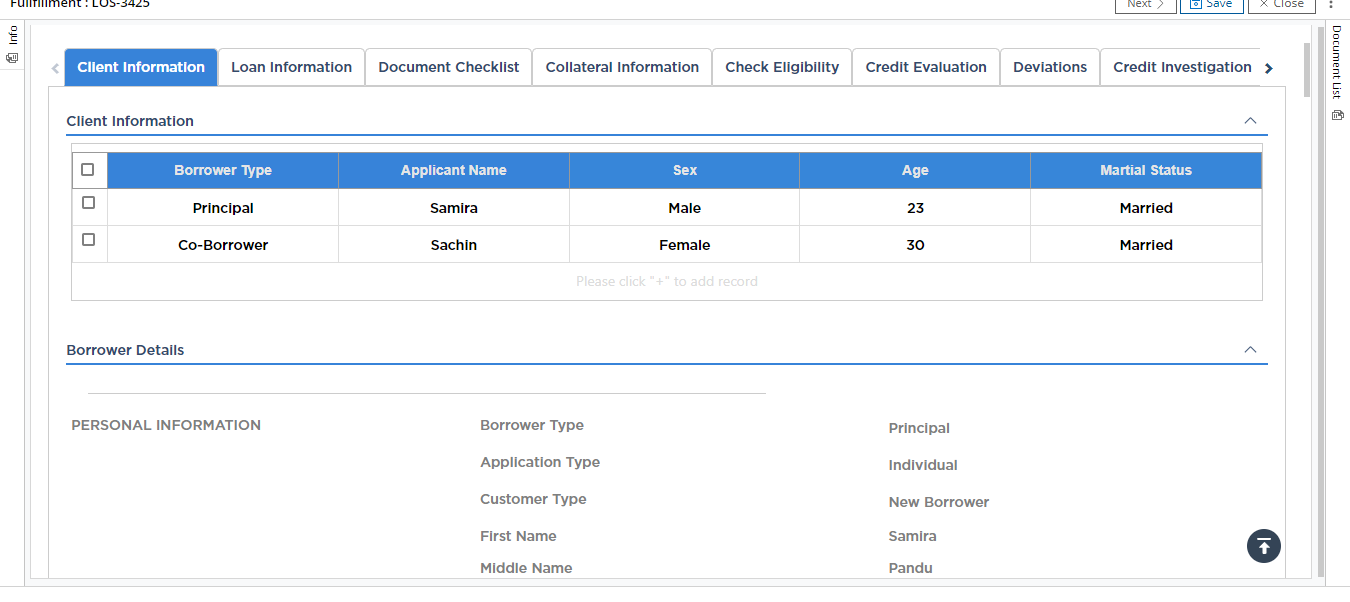 Fullfillment : LOS-3425
Next Save Close
Info
Document List
Client Information Loan Information Document Checklist Collateral Information Check Eligibility Credit Evaluation Deviations Credit Investigation
Client Information
Borrower Type Applicant Name Sex Age Martial Status
Principal Samira Male 23 Married
Co-Borrower Sachin Female 30 Married
Please click "+" to add record
Borrower Details
PERSONAL INFORMATION Borrower Type Principal
Application Type Individual
Customer Type New Borrower
First Name Samira
Middle Name Pandu